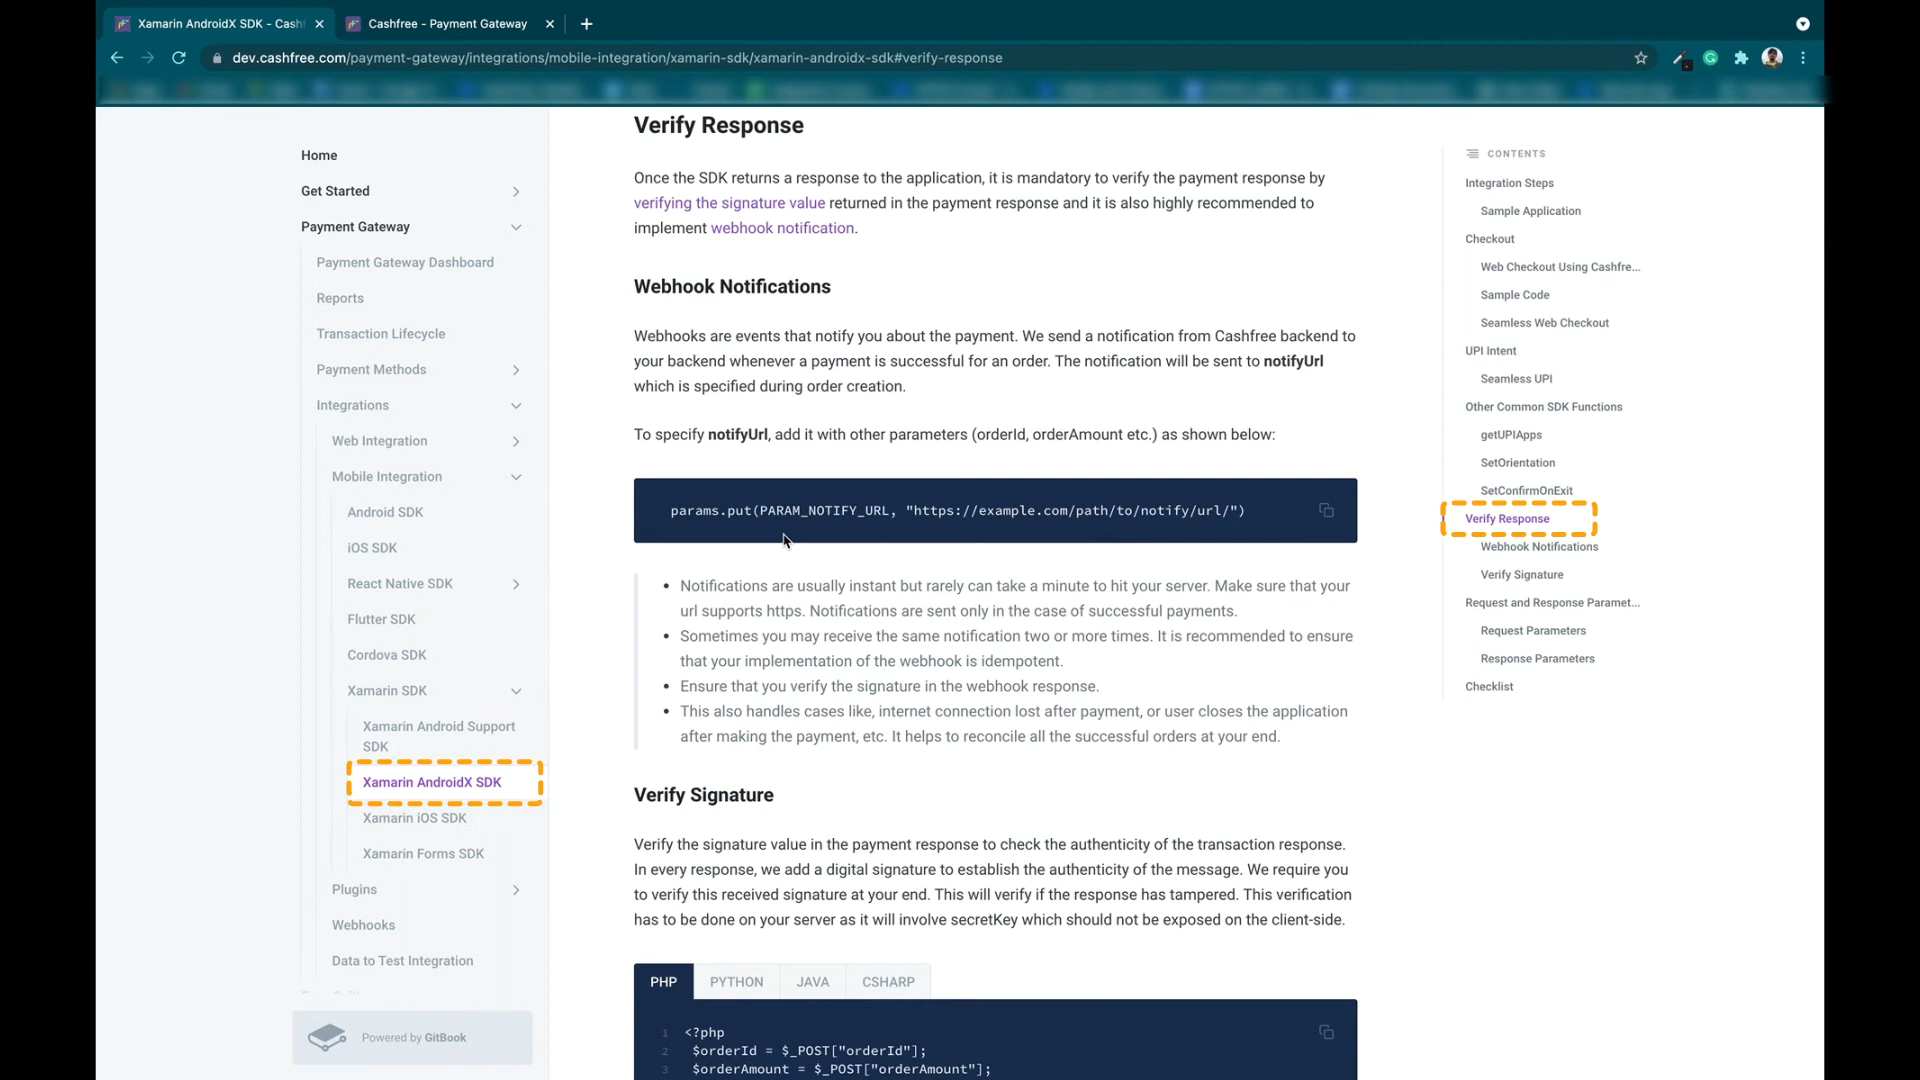 Xamarin AndroidX SDK - Cash
Cashfree - Payment Gateway
dev.cashfree.com/payment-gateway/integrations/mobile-integration/xamarin-sdk/xamarin-androidx-sdk#verify-response
Home
Get Started
Payment Gateway
Payment Gateway Dashboard
Reports
Transaction Lifecycle
Payment Methods
Integrations
Web Integration
Mobile Integration
Android SDK
iOS SDK
React Native SDK
Flutter SDK
Cordova SDK
Xamarin SDK
Xamarin Android Support
SDK
Xamarin AndroidX SDK
Xamarin iOS SDK
Xamarin Forms SDK
Plugins
Webhooks
Data to Test Integration
Powered by GitBook
Verify Response
Once the SDK returns a response to the application, it is mandatory to verify the payment response by
verifying the signature value returned in the payment response and it is also highly recommended to
implement webhook notification.
Webhook Notifications
Webhooks are events that notify you about the payment. We send a notification from Cashfree backend to
your backend whenever a payment is successful for an order. The notification will be sent to notifyUrl
which is specified during order creation.
To specify notifyUrl, add it with other parameters (orderId, orderAmount etc.) as shown below:
params.put(PARAM_NOTIFY_URL, "https://example.com/path/to/notify/url/")
• Notifications are usually instant but rarely can take a minute to hit your server. Make sure that your
url supports https. Notifications are sent only in the case of successful payments.
• Sometimes you may receive the same notification two or more times. It is recommended to ensure
that your implementation of the webhook is idempotent.
• Ensure that you verify the signature in the webhook response.
• This also handles cases like, internet connection lost after payment, or user closes the application
after making the payment, etc. It helps to reconcile all the successful orders at your end.
Verify Signature
Verify the signature value in the payment response to check the authenticity of the transaction response.
In every response, we add a digital signature to establish the authenticity of the message. We require you
to verify this received signature at your end. This will verify if the response has tampered. This verification
has to be done on your server as it will involve secretKey which should not be exposed on the client-side.
PHP PYTHON JAVA CSHARP
1 <?php
2 $orderId = $_POST["orderId"];
3 $orderAmount = $_POST["orderAmount"];
CONTENTS
Integration Steps
Sample Application
Checkout
Web Checkout Using Cashfre...
Sample Code
Seamless Web Checkout
UPI Intent
Seamless UPI
Other Common SDK Functions
getUPIApps
SetOrientation
SetConfirmOnExit
Verify Response
Webhook Notifications
Verify Signature
Request and Response Paramet...
Request Parameters
Response Parameters
Checklist